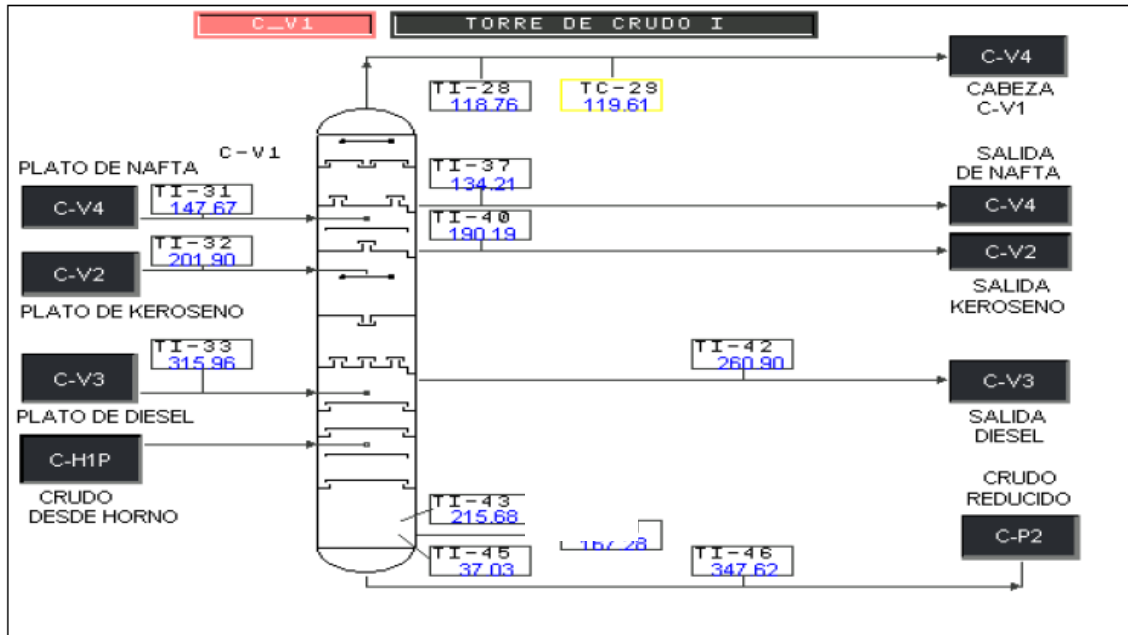 C_V1
TORRE DE CRUDO I
C-V4
CABEZA
C-V1
TI-28
118.76
TC-29
119.61
C-V1
PLATO DE NAFTA
TI-31
147.67
C-V4
TI-37
134.21
SALIDA
DE NAFTA
C-V4
TI-32
201.90
C-V2
PLATO DE KEROSENO
TI-40
190.19
C-V2
SALIDA
KEROSENO
TI-33
315.96
C-V3
PLATO DE DIESEL
TI-42
260.90
C-V3
SALIDA
DIESEL
C-H1P
CRUDO
DESDE HORNO
TI-43
215.68
167.28
TI-45
37.03
TI-46
347.62
CRUDO
REDUCIDO
C-P2